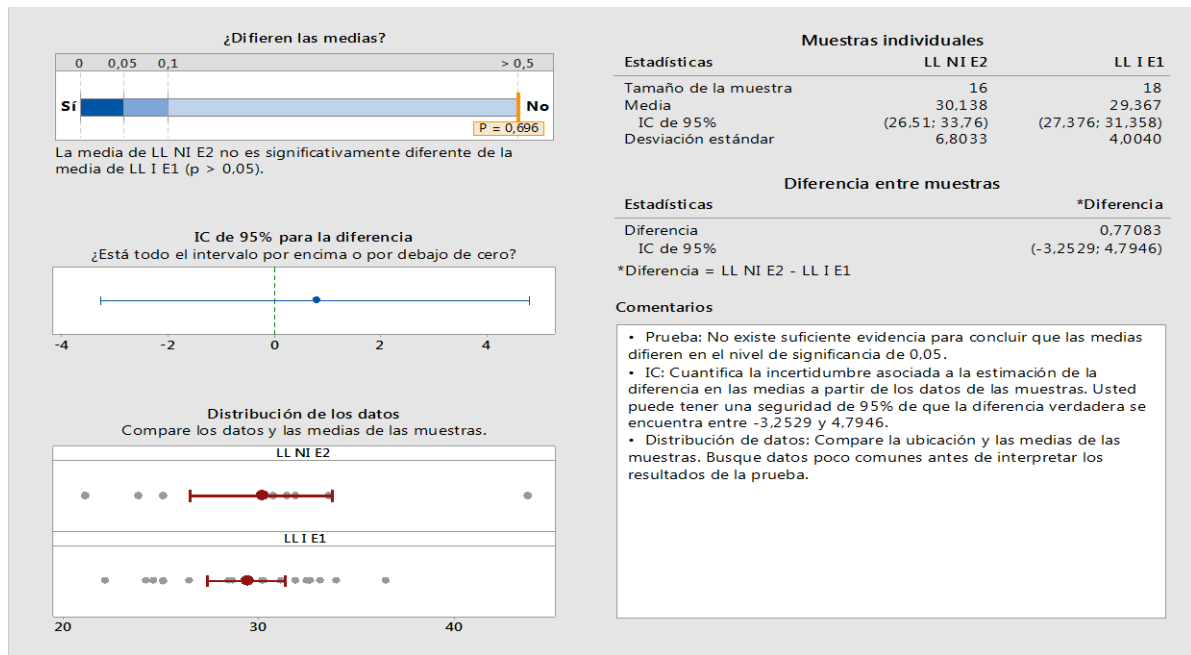 ¿Difieren las medias?
0 0,05 0,1 > 0,5
Sí No
P = 0,696
La media de LL NI E2 no es significativamente diferente de la
media de LL I E1 (p > 0,05).
IC de 95% para la diferencia
¿Está todo el intervalo por encima o por debajo de cero?
-4 -2 0 2 4
Distribución de los datos
Compare los datos y las medias de las muestras.
LL NI E2
LL I E1
20 30 40
Muestras individuales
Estadísticas LL NI E2 LL I E1
Tamaño de la muestra 16 18
Media 30,138 29,367
IC de 95% (26,51; 33,76) (27,376; 31,358)
Desviación estándar 6,8033 4,0040
Diferencia entre muestras
Estadísticas *Diferencia
Diferencia 0,77083
IC de 95% (-3,2529; 4,7946)
*Diferencia = LL NI E2 - LL I E1
Comentarios
• Prueba: No existe suficiente evidencia para concluir que las medias
difieren en el nivel de significancia de 0,05.
• IC: Cuantifica la incertidumbre asociada a la estimación de la
diferencia en las medias a partir de los datos de las muestras. Usted
puede tener una seguridad de 95% de que la diferencia verdadera se
encuentra entre -3,2529 y 4,7946.
• Distribución de datos: Compare la ubicación y las medias de las
muestras. Busque datos poco comunes antes de interpretar los
resultados de la prueba.